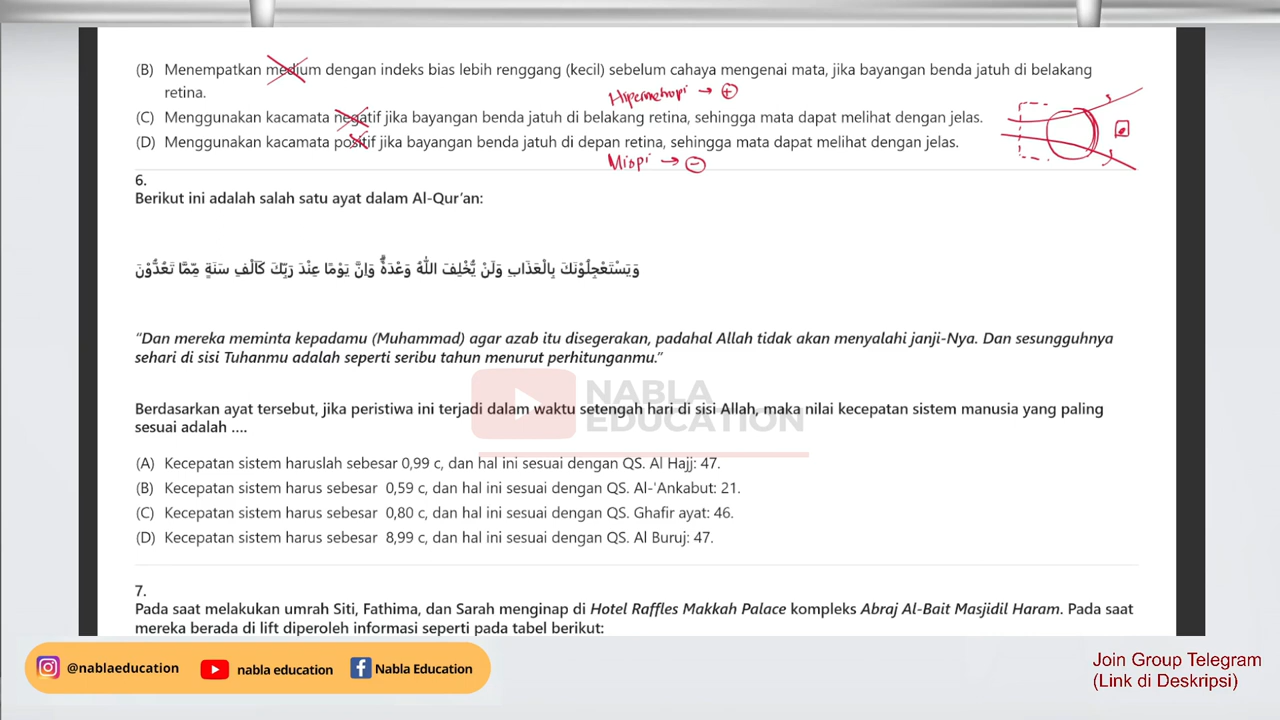 (B) Menempatkan medium dengan indeks bias lebih renggang (kecil) sebelum cahaya mengenai mata, jika bayangan benda jatuh di belakang
retina.
Hipermetropi → +
(C) Menggunakan kacamata negatif jika bayangan benda jatuh di belakang retina, sehingga mata dapat melihat dengan jelas.
(D) Menggunakan kacamata positif jika bayangan benda jatuh di depan retina, sehingga mata dapat melihat dengan jelas.
Miopi → −
6.
Berikut ini adalah salah satu ayat dalam Al-Qur’an:
وَيَسْتَعْجِلُوْنَكَ بِالْعَذَابِ وَلَنْ يُّخْلِفَ اللّٰهُ وَعْدَهٗۗ وَاِنَّ يَوْمًا عِنْدَ رَبِّكَ كَاَلْفِ سَنَةٍ مِّمَّا تَعُدُّوْنَ
“Dan mereka meminta kepadamu (Muhammad) agar azab itu disegerakan, padahal Allah tidak akan menyalahi janji-Nya. Dan sesungguhnya
sehari di sisi Tuhanmu adalah seperti seribu tahun menurut perhitunganmu.”
NABLA
EDUCATION
Berdasarkan ayat tersebut, jika peristiwa ini terjadi dalam waktu setengah hari di sisi Allah, maka nilai kecepatan sistem manusia yang paling
sesuai adalah ....
(A) Kecepatan sistem haruslah sebesar 0,99 c, dan hal ini sesuai dengan QS. Al Hajj: 47.
(B) Kecepatan sistem harus sebesar 0,59 c, dan hal ini sesuai dengan QS. Al-'Ankabut: 21.
(C) Kecepatan sistem harus sebesar 0,80 c, dan hal ini sesuai dengan QS. Ghafir ayat: 46.
(D) Kecepatan sistem harus sebesar 8,99 c, dan hal ini sesuai dengan QS. Al Buruj: 47.
7.
Pada saat melakukan umrah Siti, Fathima, dan Sarah menginap di Hotel Raffles Makkah Palace kompleks Abraj Al-Bait Masjidil Haram. Pada saat
mereka berada di lift diperoleh informasi seperti pada tabel berikut:
@nablaeducation
nabla education
Nabla Education
Join Group Telegram
(Link di Deskripsi)